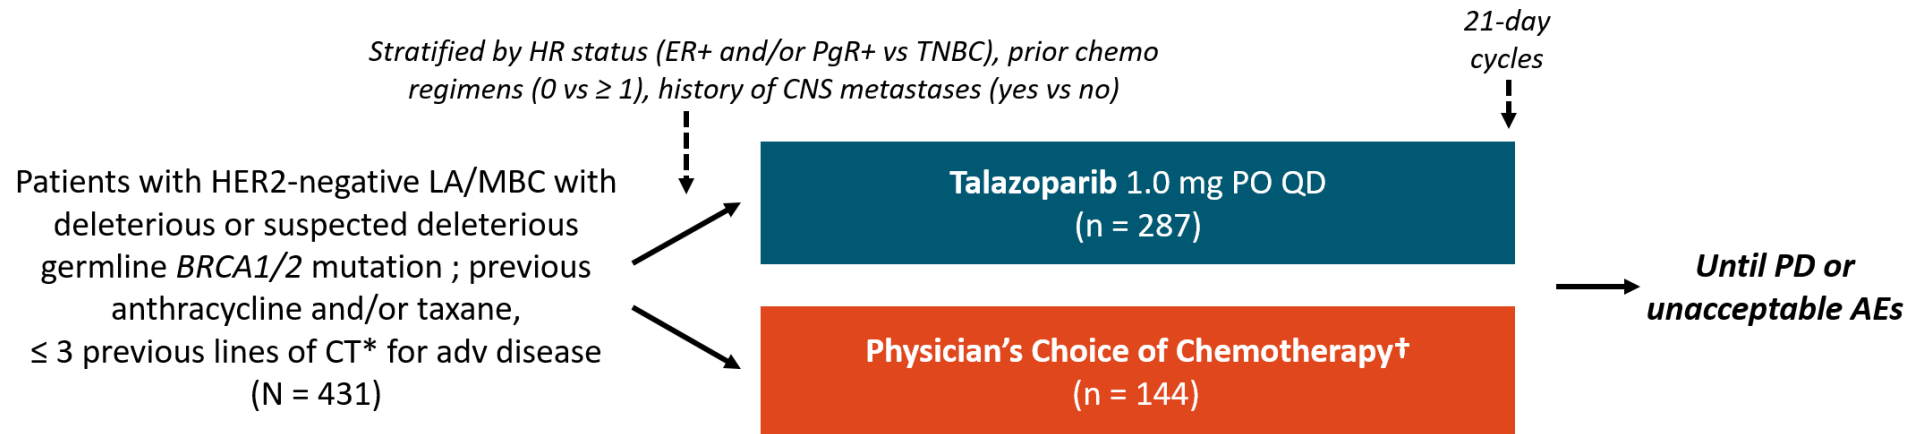 Stratified by HR status (ER+ and/or PgR+ vs TNBC), prior chemo
regimens (0 vs ≥ 1), history of CNS metastases (yes vs no)
21-day
cycles
Patients with HER2-negative LA/MBC with
deleterious or suspected deleterious
germline BRCA1/2 mutation ; previous
anthracycline and/or taxane,
≤ 3 previous lines of CT* for adv disease
(N = 431)
Talazoparib 1.0 mg PO QD
(n = 287)
Physician’s Choice of Chemotherapy†
(n = 144)
Until PD or
unacceptable AEs